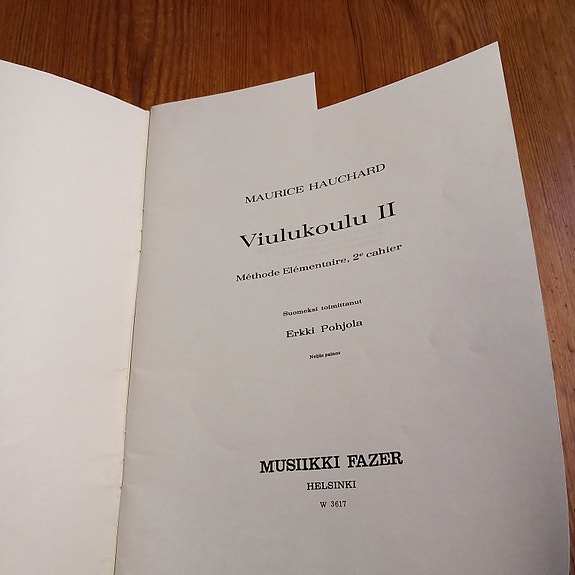 MAURICE HAUCHARD
Viulukoulu II
Méthode Elémentaire, 2e cahier
Suomeksi toimittanut
Erkki Pohjola
Neljäs painos
MUSIIKKI FAZER
HELSINKI
W 3617